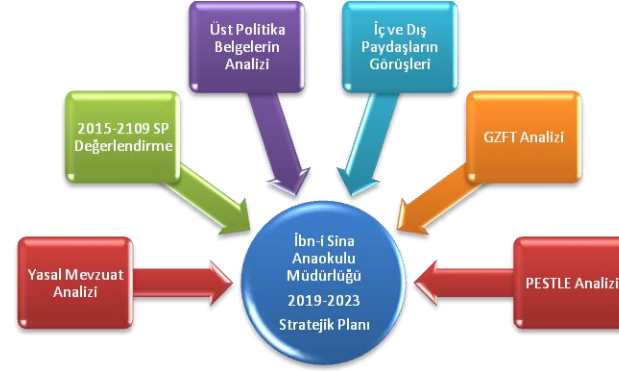 Üst Politika
Belgelerin
Analizi
İç ve Dış
Paydaşların
Görüşleri
2015-2109 SP
Değerlendirme
GZFT Analizi
Yasal Mevzuat
Analizi
İbn-i Sina
Anaokulu
Müdürlüğü
2019-2023
Stratejik Planı
PESTLE Analizi